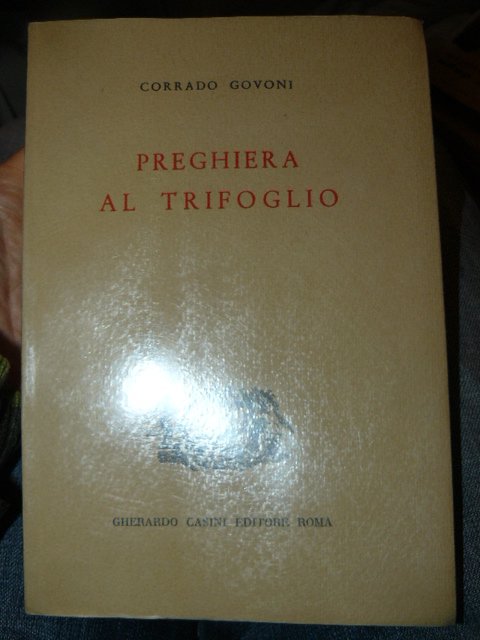 CORRADO GOVONI
PREGHIERA
AL TRIFOGLIO
GHERARDO CASINI EDITORE ROMA